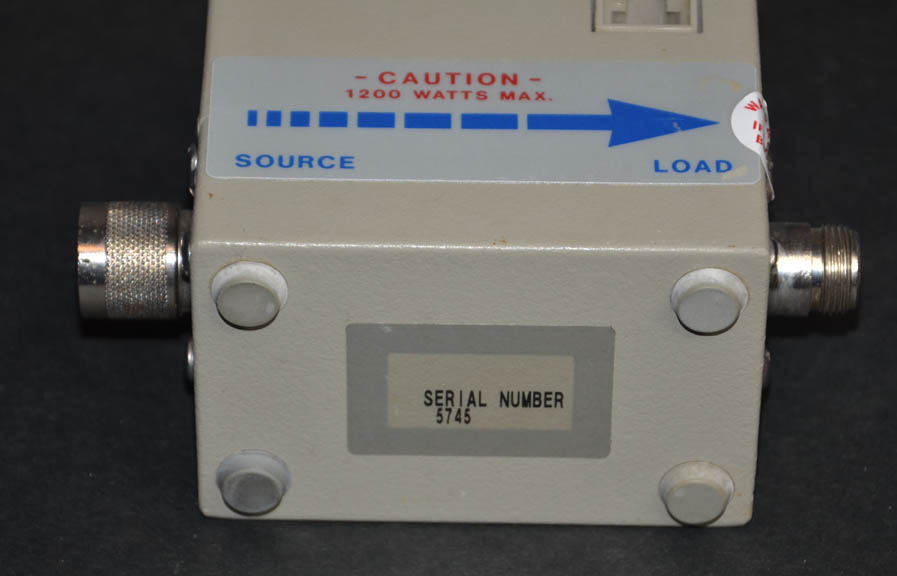 - CAUTION -
1200 WATTS MAX.
SOURCE
LOAD
SERIAL NUMBER
5745